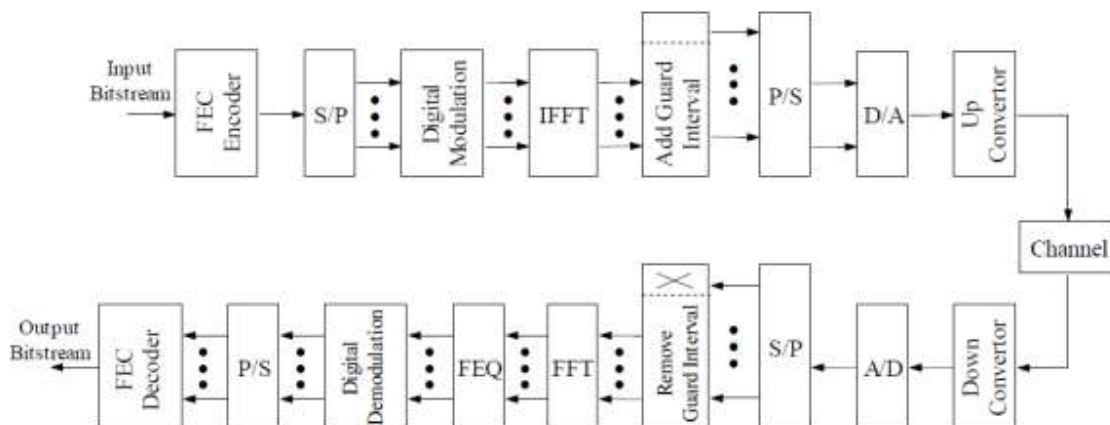 Input
Bitstream
FEC
Encoder
S/P
Digital
Modulation
IFFT
Add Guard
Interval
P/S
D/A
Up
Convertor
Channel
Output
Bitstream
FEC
Decoder
P/S
Digital
Demodulation
FEQ
FFT
Remove
Guard Interval
S/P
A/D
Down
Convertor